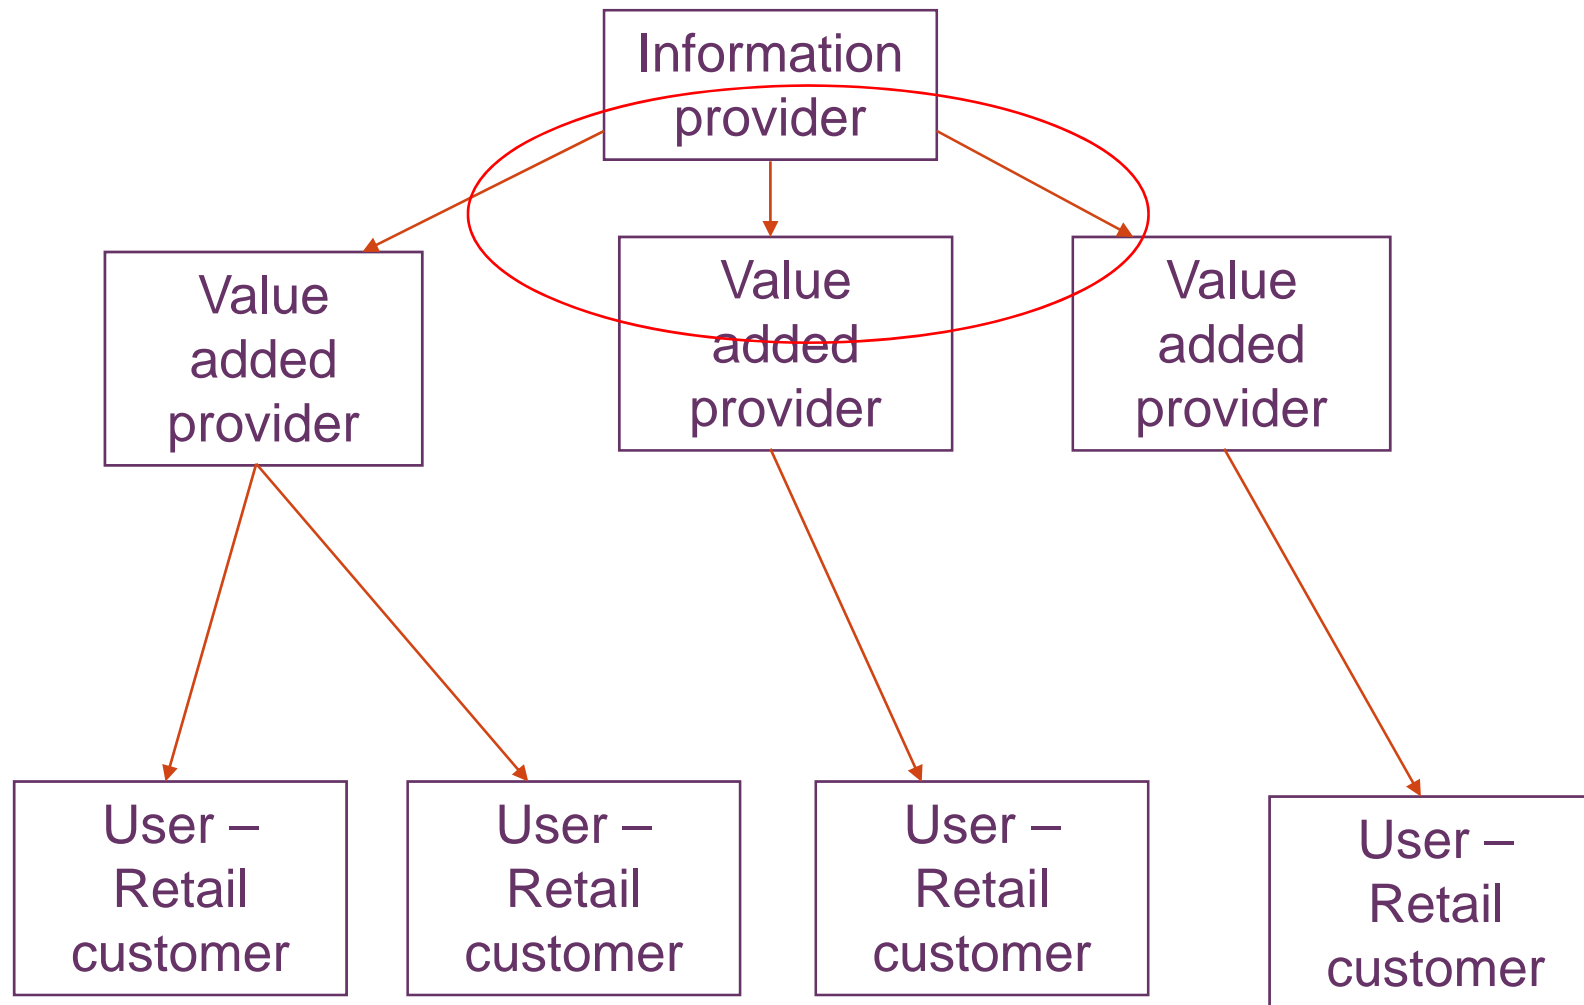 Information
provider
Value
added
provider
Value
added
provider
Value
added
provider
User –
Retail
customer
User –
Retail
customer
User –
Retail
customer
User –
Retail
customer